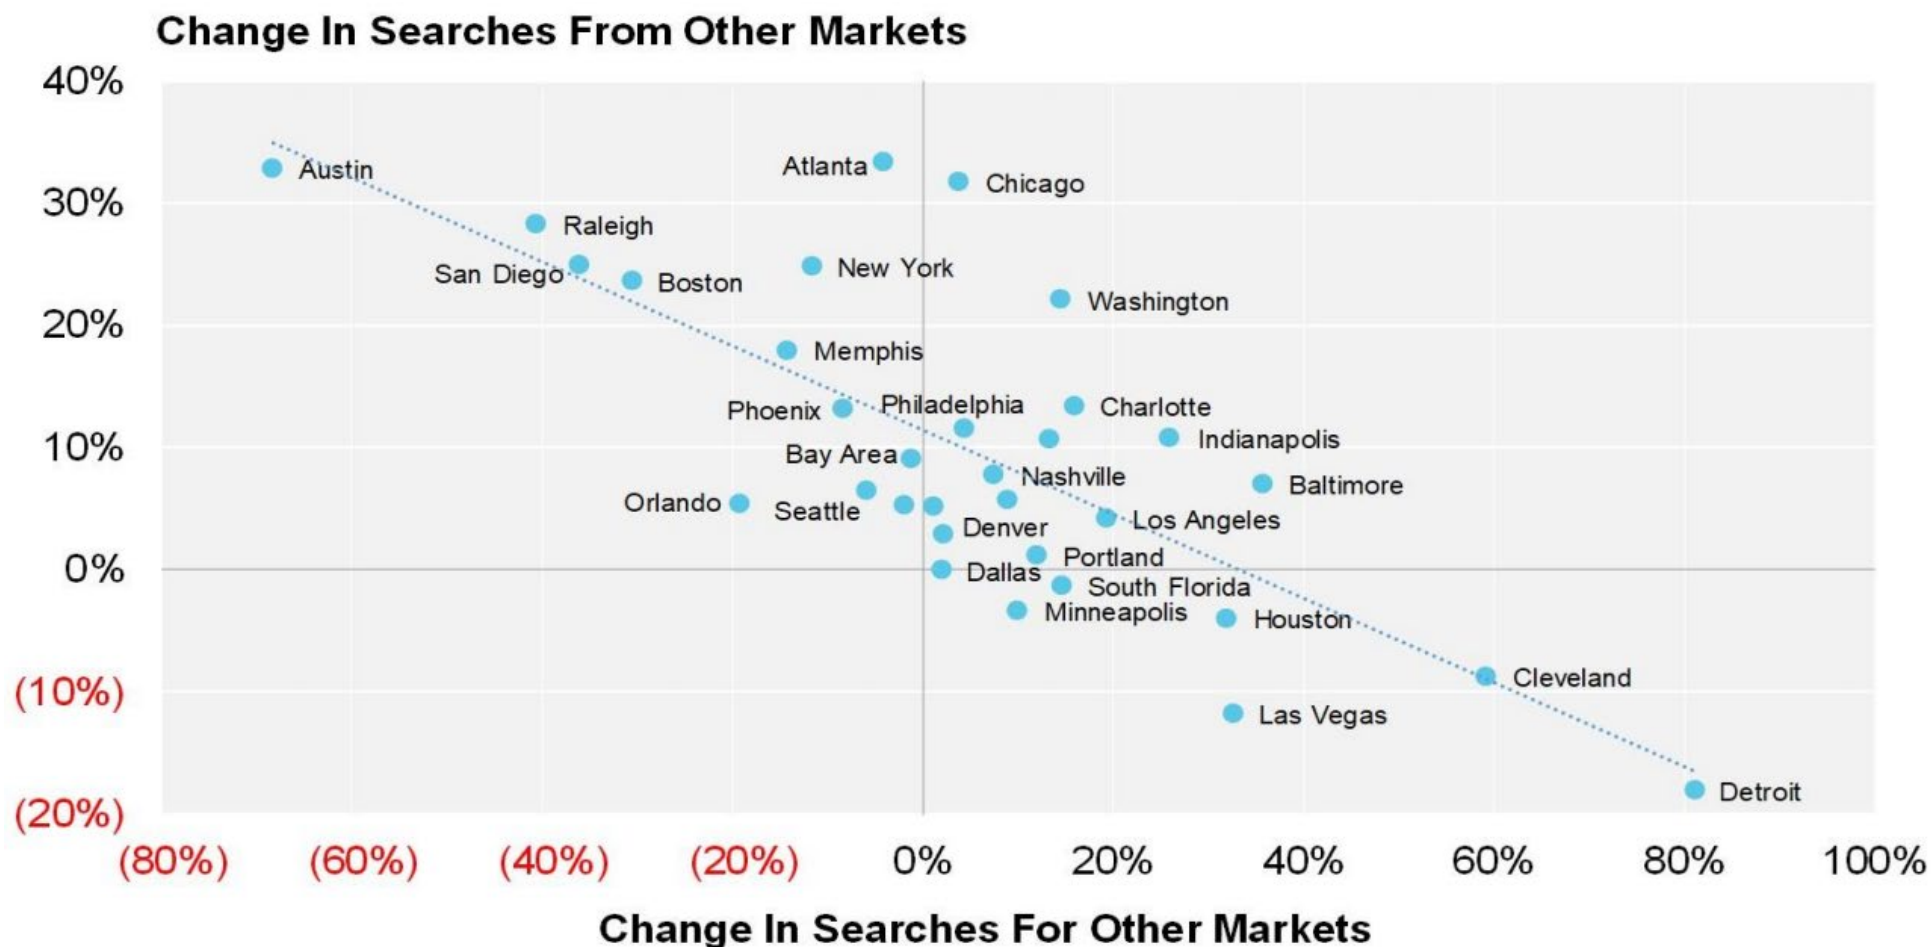 Change In Searches From Other Markets
40%
Atlanta
Austin
Chicago
30%
Raleigh
New York
San Diego
Boston
Washington
20%
Memphis
Philadelphia
Charlotte
Phoenix
Indianapolis
10%
Bay Area
Nashville
Baltimore
Orlando
Seattle
Los Angeles
Denver
Portland
0%
Dallas
South Florida
Minneapolis
Houston
Cleveland
(10%)
Las Vegas
Detroit
(20%)
(80%) (60%) (40%) (20%) 0% 20% 40% 60% 80% 100%
Change In Searches For Other Markets